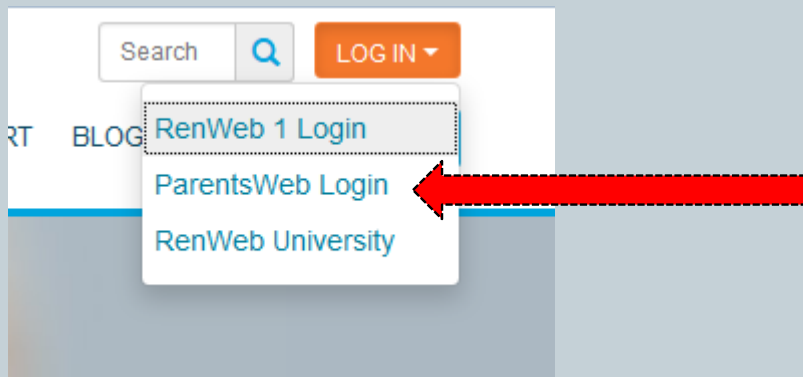 Search LOG IN
RT BLOG
RenWeb 1 Login
ParentsWeb Login
RenWeb University